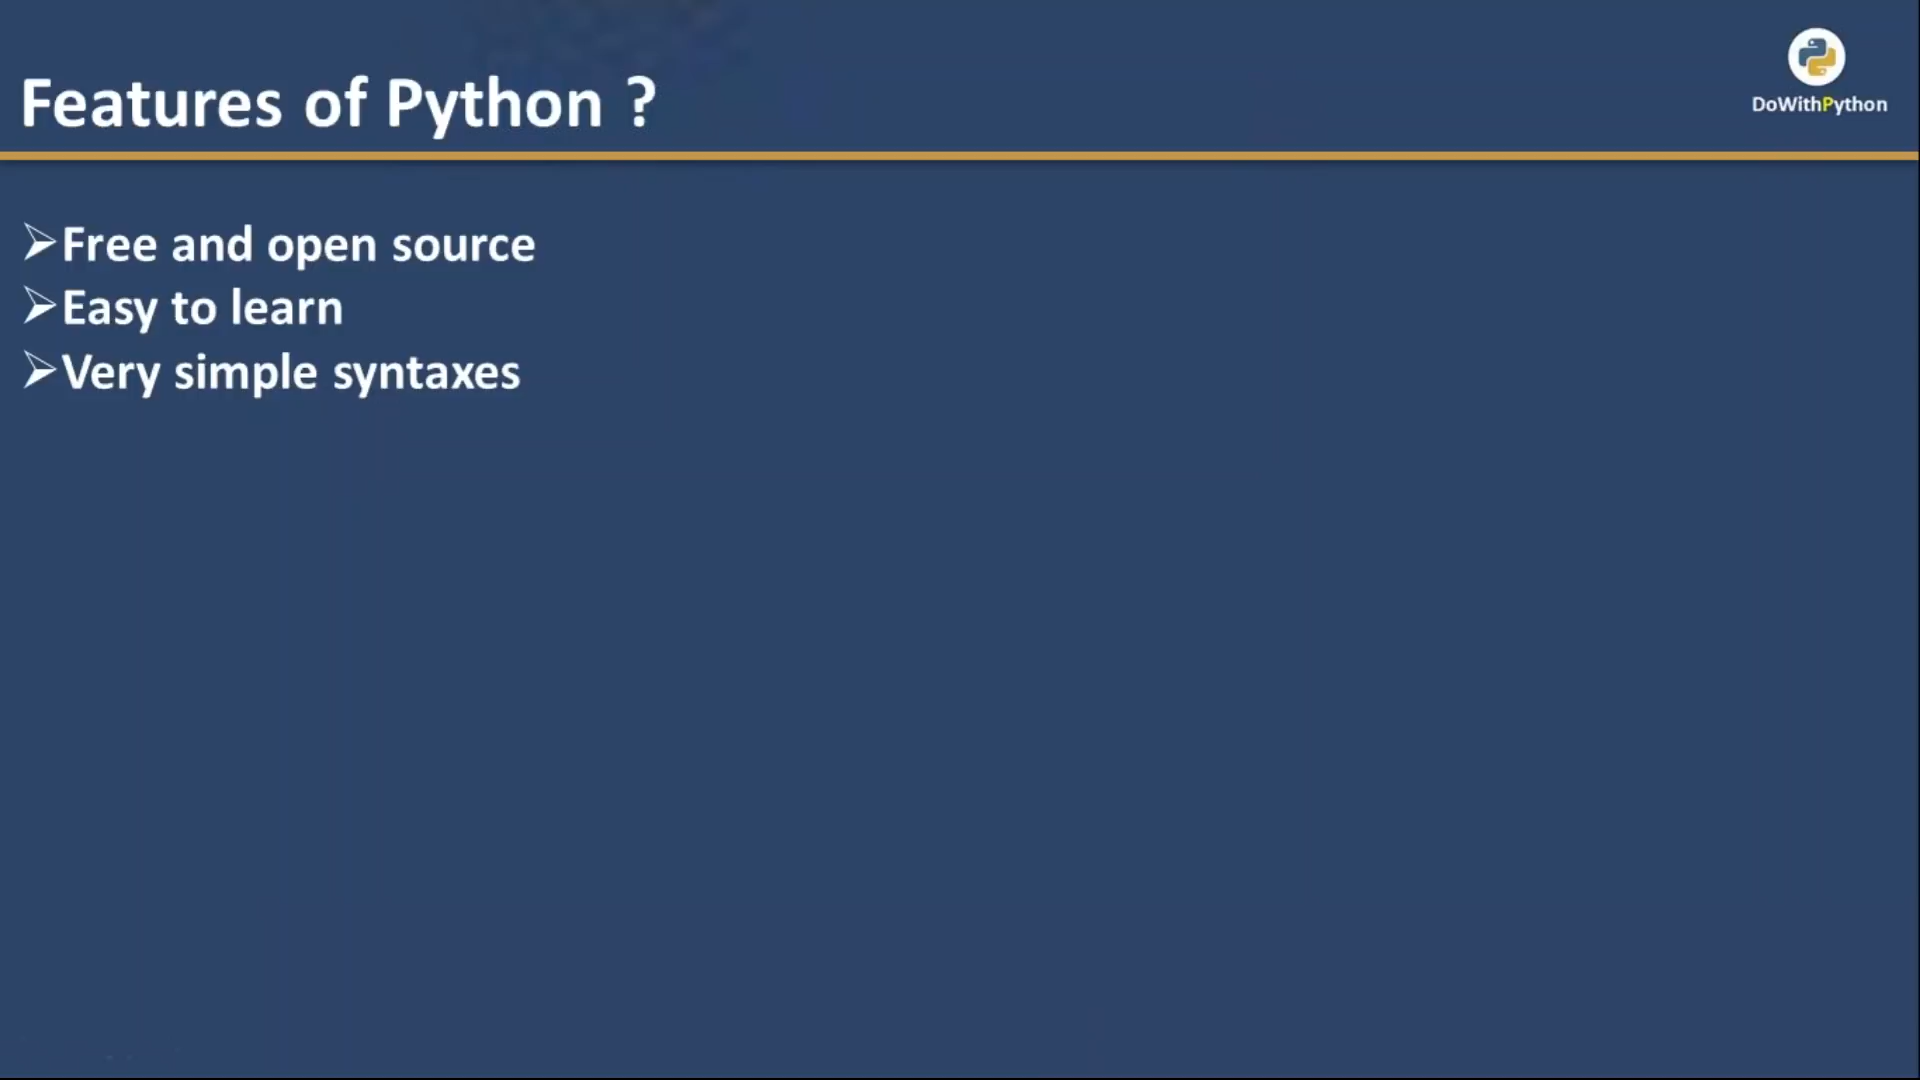 Features of Python ?
DoWithPython
➢Free and open source
➢Easy to learn
➢Very simple syntaxes